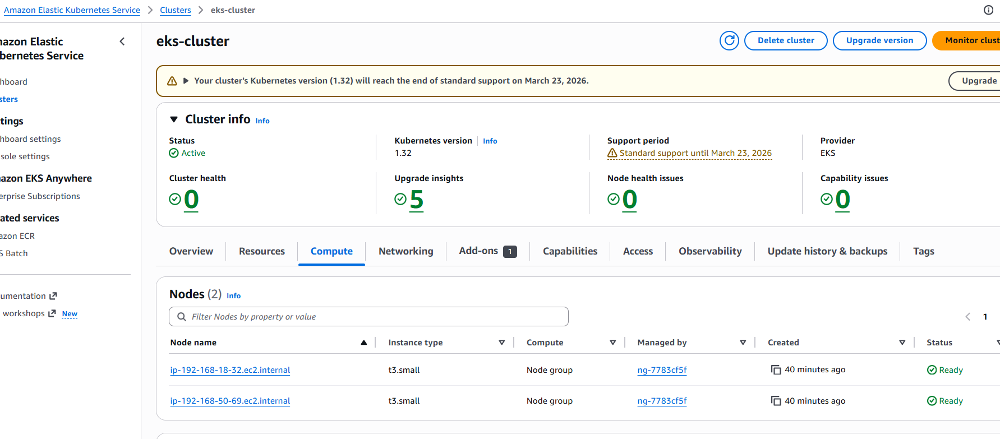 Amazon Elastic Kubernetes Service > Clusters > eks-cluster
nazon Elastic
bernetes Service
hboard
sters
tings
hboard settings
sole settings
azon EKS Anywhere
erprise Subscriptions
ated services
azon ECR
S Batch
umentation
workshops New
eks-cluster
Delete cluster Upgrade version Monitor clust
Your cluster's Kubernetes version (1.32) will reach the end of standard support on March 23, 2026. Upgrade
Cluster info Info
Status Kubernetes version Info Support period Provider
Active 1.32 Standard support until March 23, 2026 EKS
Cluster health Upgrade insights Node health issues Capability issues
0 5 0 0
Overview Resources Compute Networking Add-ons 1 Capabilities Access Observability Update history & backups Tags
Nodes (2) Info
Filter Nodes by property or value 1
Node name Instance type Compute Managed by Created Status
ip-192-168-18-32.ec2.internal t3.small Node group ng-7783cf5f 40 minutes ago Ready
ip-192-168-50-69.ec2.internal t3.small Node group ng-7783cf5f 40 minutes ago Ready